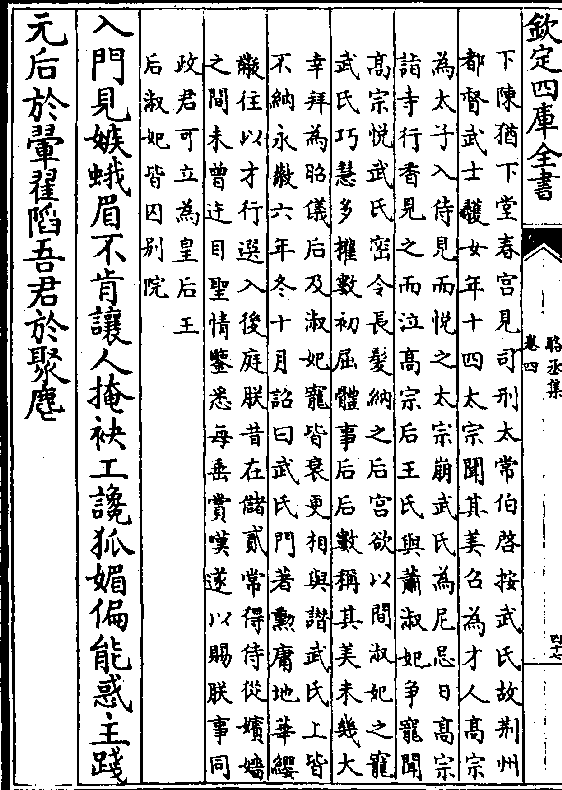 欽定四庫全書
駱丞集
卷四
四十七
下陳猶下堂春宫見司刑太常伯啓按武氏故荆州
都督武士彠女年十四太宗聞其美召為才人髙宗
為太子入侍見而悅之太宗崩武氏為尼忌日髙宗
詣寺行香見之而泣髙宗后王氏與蕭淑妃爭寵聞
髙宗悅武氏密令長髮納之后宫欲以間淑妃之寵
武氏巧慧多權數初屈體事后后數稱其美未幾大
幸拜為昭儀后及淑妃寵皆衰更相與譖武氏上皆
不納永徽六年冬十月詔曰武氏門著勲庸地華纓
黻往以才行選入後庭朕昔在儲貳常得侍從嬪嬙
之間未曾迕目聖情鑒悉每垂賞嘆遂以賜朕事同
政君可立為皇后王
后淑妃皆囚别院
入門見嫉蛾眉不肯讓人掩袂工讒狐媚偏能惑主踐
元后於翬翟陷吾君於聚麀